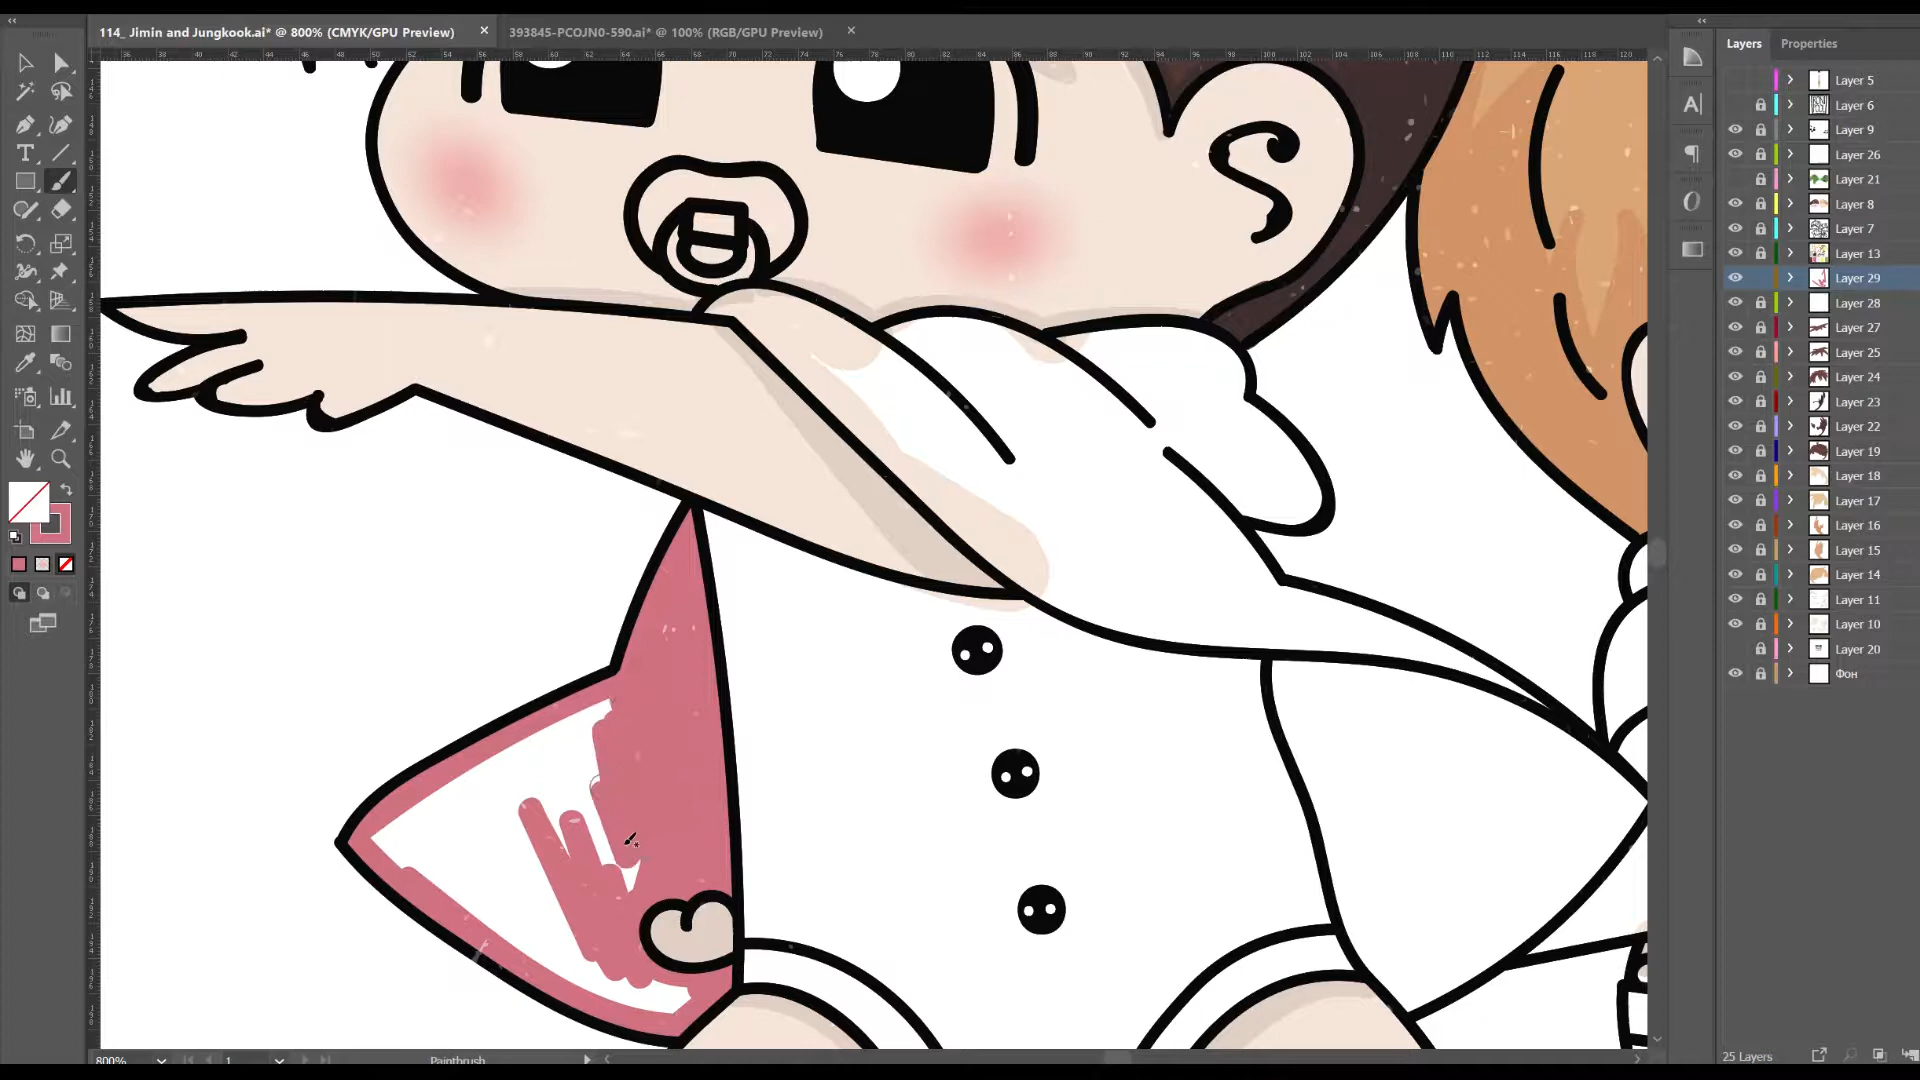 114_ Jimin and Jungkook.ai* @ 800% (CMYK/GPU Preview)
393845-PCOJN0-590.ai* @ 100% (RGB/GPU Preview)
Layers
Properties
Layer 5
Layer 6
Layer 9
Layer 26
Layer 21
Layer 8
Layer 7
Layer 13
Layer 29
Layer 28
Layer 27
Layer 25
Layer 24
Layer 23
Layer 22
Layer 19
Layer 18
Layer 17
Layer 16
Layer 15
Layer 14
Layer 11
Layer 10
Layer 20
Фон
800%
1
Paintbrush
25 Layers